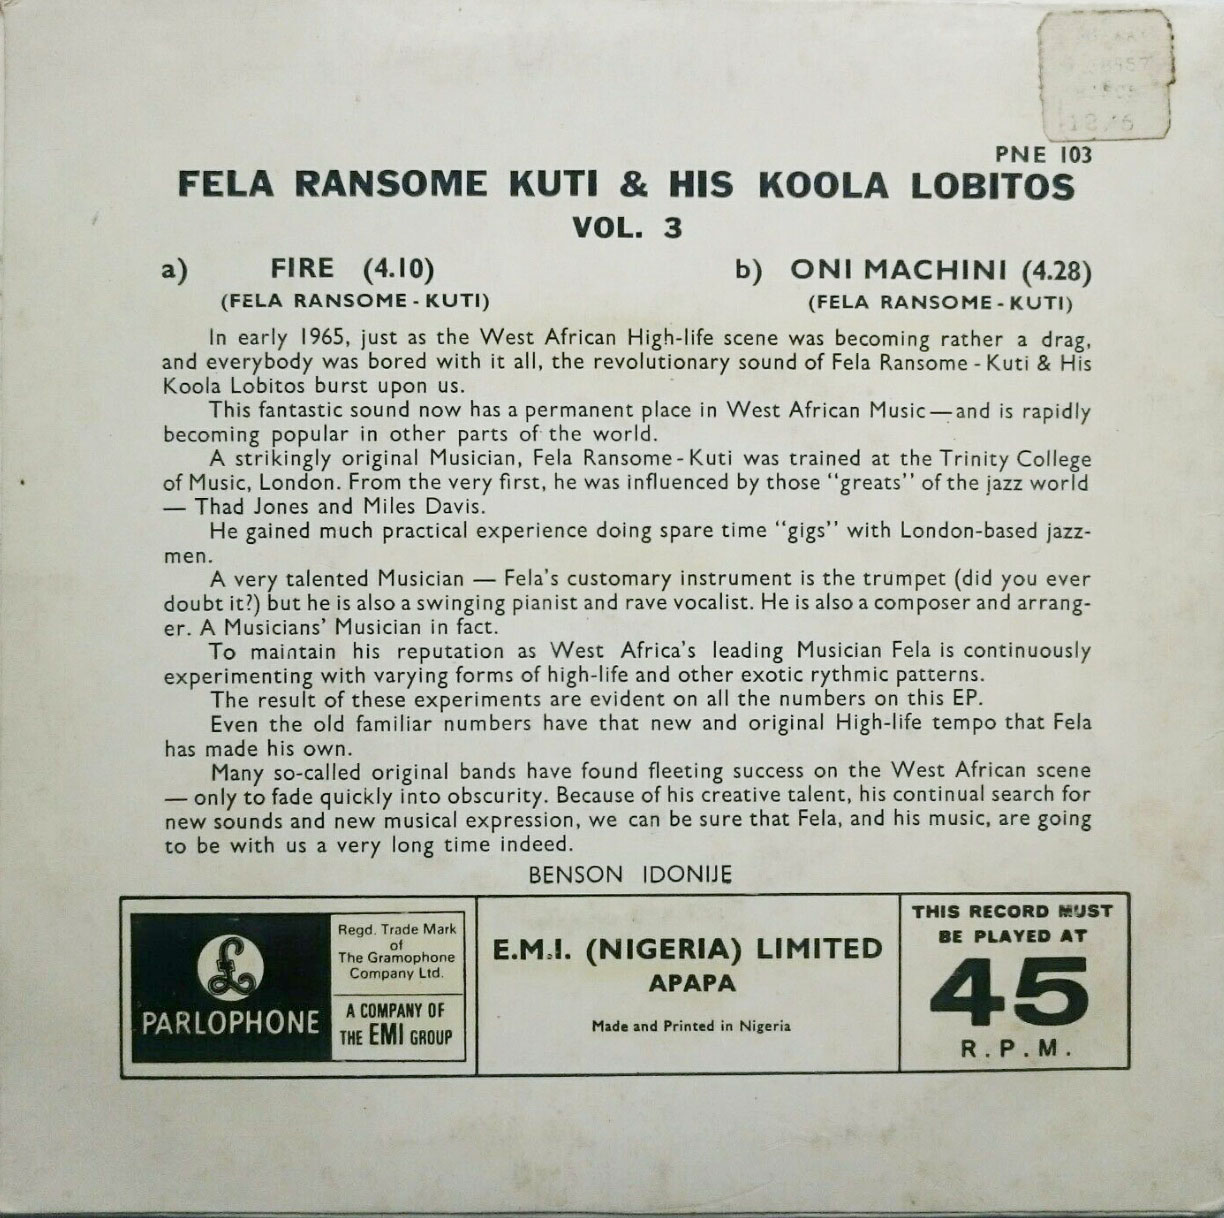 12/6
PNE 103
FELA RANSOME KUTI & HIS KOOLA LOBITOS
VOL. 3
a) FIRE (4.10)
(FELA RANSOME - KUTI)
b) ONI MACHINI (4.28)
(FELA RANSOME - KUTI)
In early 1965, just as the West African High-life scene was becoming rather a drag,
and everybody was bored with it all, the revolutionary sound of Fela Ransome - Kuti & His
Koola Lobitos burst upon us.
This fantastic sound now has a permanent place in West African Music — and is rapidly
becoming popular in other parts of the world.
A strikingly original Musician, Fela Ransome - Kuti was trained at the Trinity College
of Music, London. From the very first, he was influenced by those "greats" of the jazz world
— Thad Jones and Miles Davis.
He gained much practical experience doing spare time "gigs" with London-based jazz-
men.
A very talented Musician — Fela's customary instrument is the trumpet (did you ever
doubt it?) but he is also a swinging pianist and rave vocalist. He is also a composer and arrang-
er. A Musicians' Musician in fact.
To maintain his reputation as West Africa's leading Musician Fela is continuously
experimenting with varying forms of high-life and other exotic rythmic patterns.
The result of these experiments are evident on all the numbers on this EP.
Even the old familiar numbers have that new and original High-life tempo that Fela
has made his own.
Many so-called original bands have found fleeting success on the West African scene
— only to fade quickly into obscurity. Because of his creative talent, his continual search for
new sounds and new musical expression, we can be sure that Fela, and his music, are going
to be with us a very long time indeed.
BENSON IDONIJE
PARLOPHONE
Regd. Trade Mark
of
The Gramophone
Company Ltd.
A COMPANY OF
THE EMI GROUP
E.M.I. (NIGERIA) LIMITED
APAPA
Made and Printed in Nigeria
THIS RECORD MUST
BE PLAYED AT
45
R.P.M.